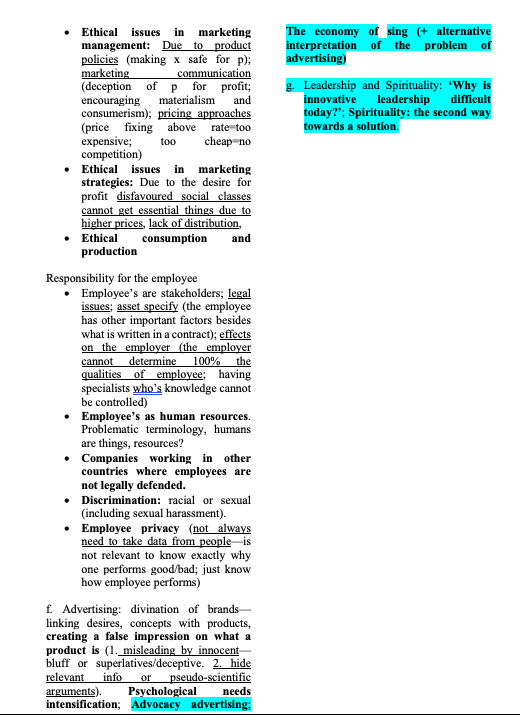 • Ethical issues in marketing
management: Due to product
policies (making x safe for p);
marketing communication
(deception of p for profit;
encouraging materialism and
consumerism); pricing approaches
(price fixing above rate=too
expensive; too cheap=no
competition)
• Ethical issues in marketing
strategies: Due to the desire for
profit disfavoured social classes
cannot get essential things due to
higher prices, lack of distribution,
• Ethical consumption and
production
Responsibility for the employee
• Employee's are stakeholders; legal
issues; asset specify (the employee
has other important factors besides
what is written in a contract); effects
on the employer (the employer
cannot determine 100% the
qualities of employee; having
specialists who's knowledge cannot
be controlled)
• Employee's as human resources.
Problematic terminology, humans
are things, resources?
• Companies working in other
countries where employees are
not legally defended.
• Discrimination: racial or sexual
(including sexual harassment).
• Employee privacy (not always
need to take data from people—is
not relevant to know exactly why
one performs good/bad; just know
how employee performs)
f. Advertising: divination of brands—
linking desires, concepts with products,
creating a false impression on what a
product is (1. misleading by innocent—
bluff or superlatives/deceptive. 2. hide
relevant info or pseudo-scientific
arguments). Psychological needs
intensification; Advocacy advertising;
The economy of sing (+ alternative
interpretation of the problem of
advertising)
g. Leadership and Spirituality: ‘Why is
innovative leadership difficult
today?’; Spirituality: the second way
towards a solution.